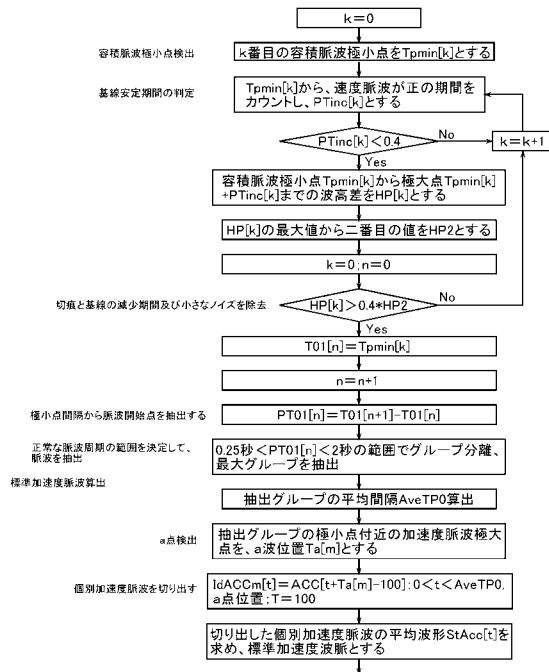 k=0
容積脈波極小点検出
k番目の容積脈波極小点をTpmin[k]とする
基線安定期間の判定
Tpmin[k]から、速度脈波が正の期間を
カウントし、PTinc[k]とする
PTinc[k]<0.4
No
k=k+1
Yes
容積脈波極小点Tpmin[k]から極大点Tpmin[k]
+PTinc[k]までの波高差をHP[k]とする
HP[k]の最大値から二番目の値をHP2とする
k=0;n=0
切痕と基線の減少期間及び小さなノイズを除去
HP[k]>0.4*HP2
No
Yes
T01[n]=Tpmin[k]
n=n+1
極小点間隔から脈波開始点を抽出する
PT01[n]=T01[n+1]-T01[n]
正常な脈波周期の範囲を決定して、
脈波を抽出
0.25秒<PT01[n]<2秒の範囲でグループ分離、
最大グループを抽出
標準加速度脈波算出
抽出グループの平均間隔AveTP0算出
a点検出
抽出グループの極小点付近の加速度脈波極大
点を、a波位置Ta[m]とする
個別加速度脈波を切り出す
IdACCm[t]=ACC[t+Ta[m]-100]:0<t<AveTP0,
a点位置;T=100
切り出した個別加速度脈波の平均波形StAcc[t]を
求め、標準加速度波脈とする